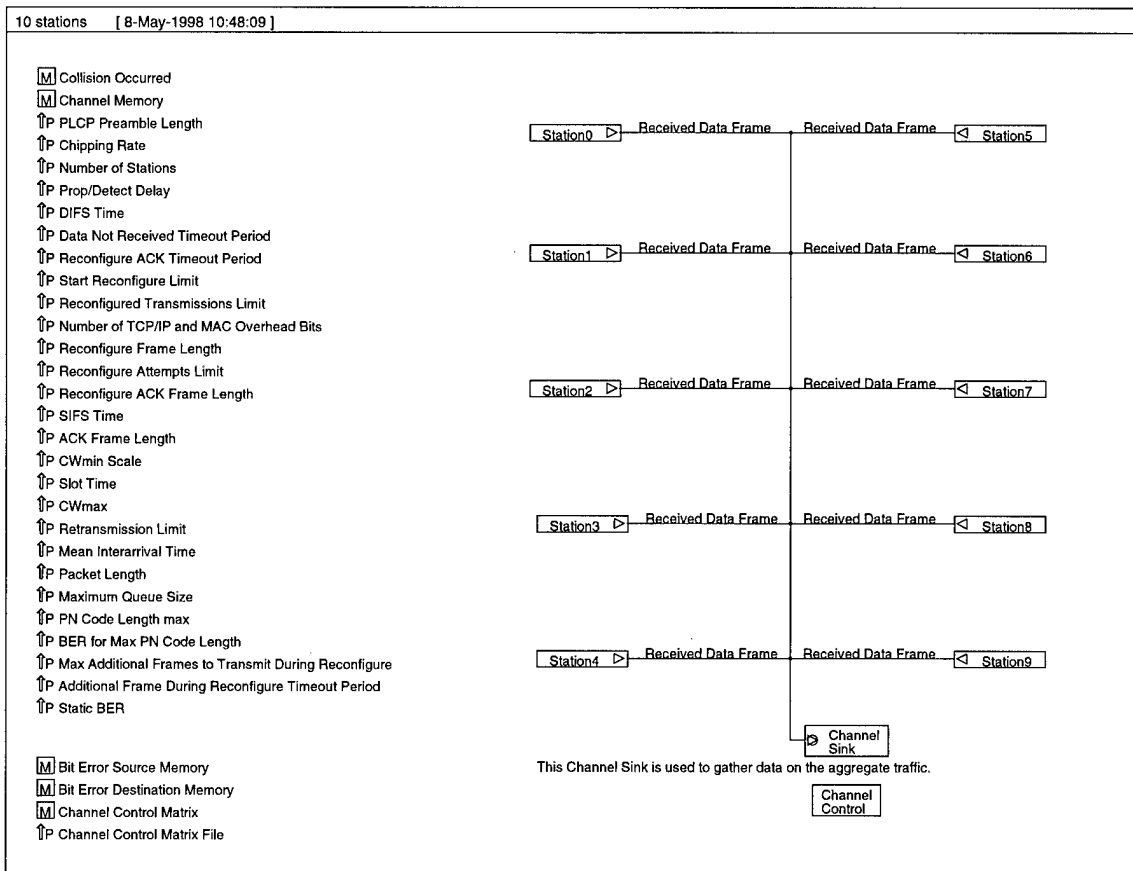 10 stations [ 8-May-1998 10:48:09 ]
M Collision Occurred
M Channel Memory
⇑P PLCP Preamble Length
⇑P Chipping Rate
⇑P Number of Stations
⇑P Prop/Detect Delay
⇑P DIFS Time
⇑P Data Not Received Timeout Period
⇑P Reconfigure ACK Timeout Period
⇑P Start Reconfigure Limit
⇑P Reconfigured Transmissions Limit
⇑P Number of TCP/IP and MAC Overhead Bits
⇑P Reconfigure Frame Length
⇑P Reconfigure Attempts Limit
⇑P Reconfigure ACK Frame Length
⇑P SIFS Time
⇑P ACK Frame Length
⇑P CWmin Scale
⇑P Slot Time
⇑P CWmax
⇑P Retransmission Limit
⇑P Mean Interarrival Time
⇑P Packet Length
⇑P Maximum Queue Size
⇑P PN Code Length max
⇑P BER for Max PN Code Length
⇑P Max Additional Frames to Transmit During Reconfigure
⇑P Additional Frame During Reconfigure Timeout Period
⇑P Static BER
M Bit Error Source Memory
M Bit Error Destination Memory
M Channel Control Matrix
⇑P Channel Control Matrix File
Station0 Received Data Frame Received Data Frame Station5
Station1 Received Data Frame Received Data Frame Station6
Station2 Received Data Frame Received Data Frame Station7
Station3 Received Data Frame Received Data Frame Station8
Station4 Received Data Frame Received Data Frame Station9
Channel
Sink
This Channel Sink is used to gather data on the aggregate traffic.
Channel
Control